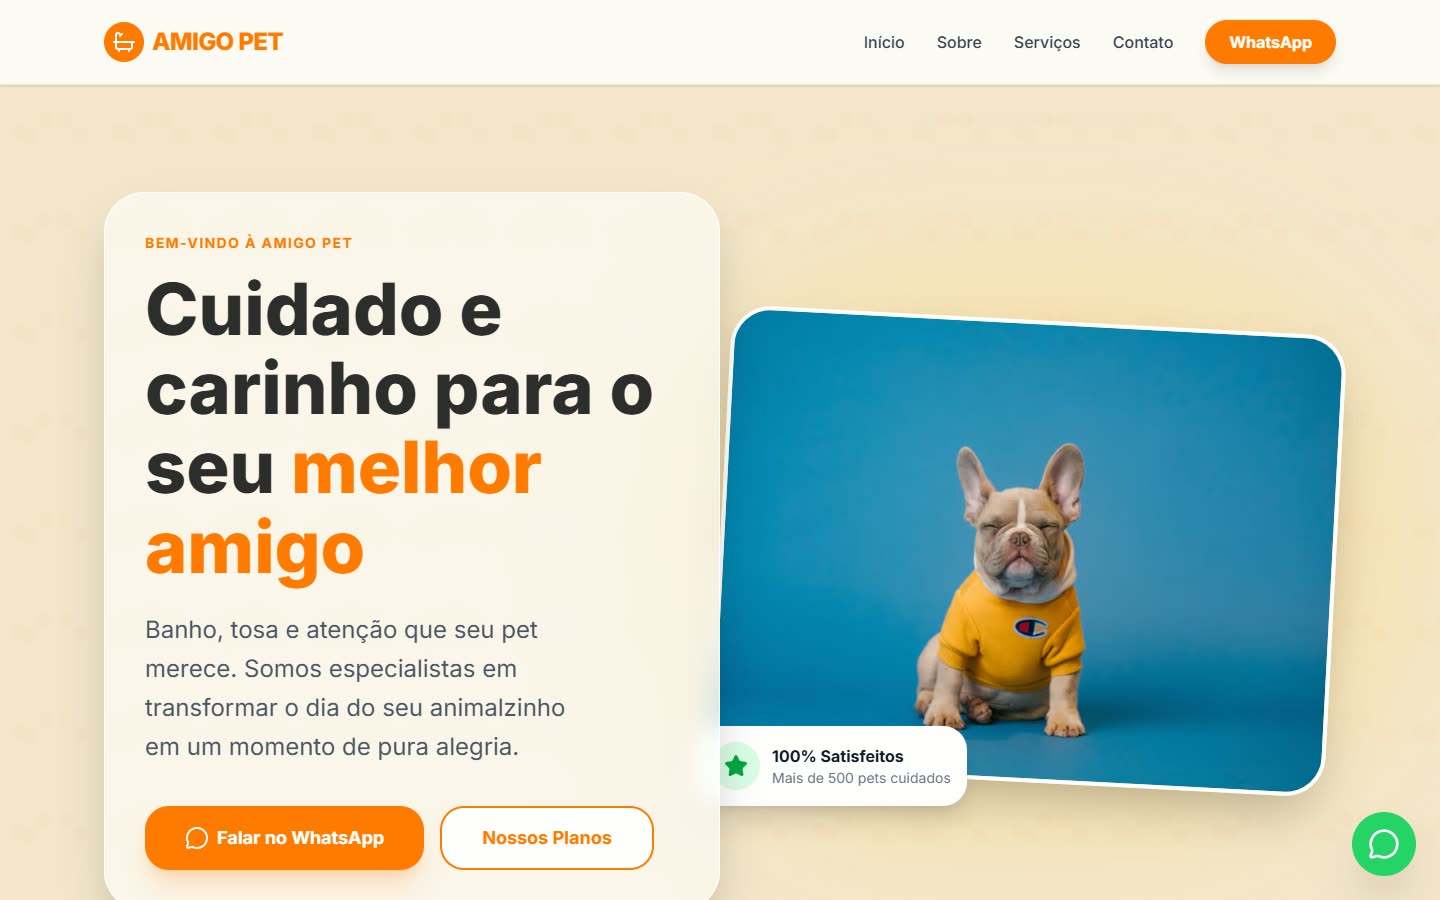 AMIGO PET
Início
Sobre
Serviços
Contato
WhatsApp
BEM-VINDO À AMIGO PET
Cuidado e
carinho para o
seu melhor
amigo
Banho, tosa e atenção que seu pet
merece. Somos especialistas em
transformar o dia do seu animalzinho
em um momento de pura alegria.
Falar no WhatsApp
Nossos Planos
100% Satisfeitos
Mais de 500 pets cuidados